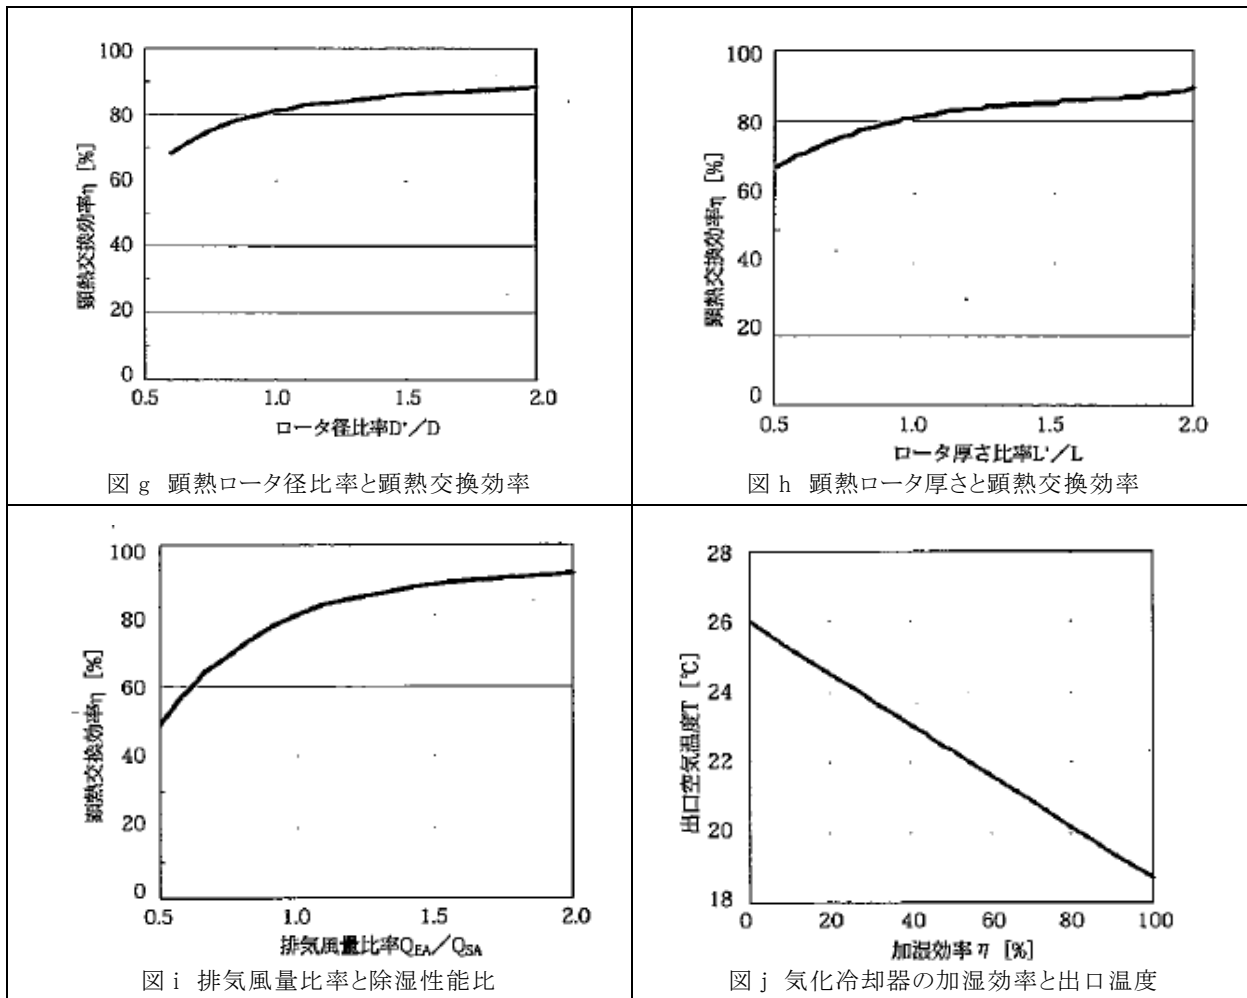 100
80
60
40
20
0
顕熱交換効率η [%]
0.5 1.0 1.5 2.0
ロータ径比率D'/D
図 g 顕熱ロータ径比率と顕熱交換効率
100
80
60
40
20
0
顕熱交換効率η [%]
0.5 1.0 1.5 2.0
ロータ厚さ比率L'/L
図 h 顕熱ロータ厚さと顕熱交換効率
100
80
60
40
20
0
顕熱交換効率η [%]
0.5 1.0 1.5 2.0
排気風量比率QEA/QSA
図 i 排気風量比率と除湿性能比
28
26
24
22
20
18
出口空気温度T [℃]
0 20 40 60 80 100
加湿効率 η [%]
図 j 気化冷却器の加湿効率と出口温度